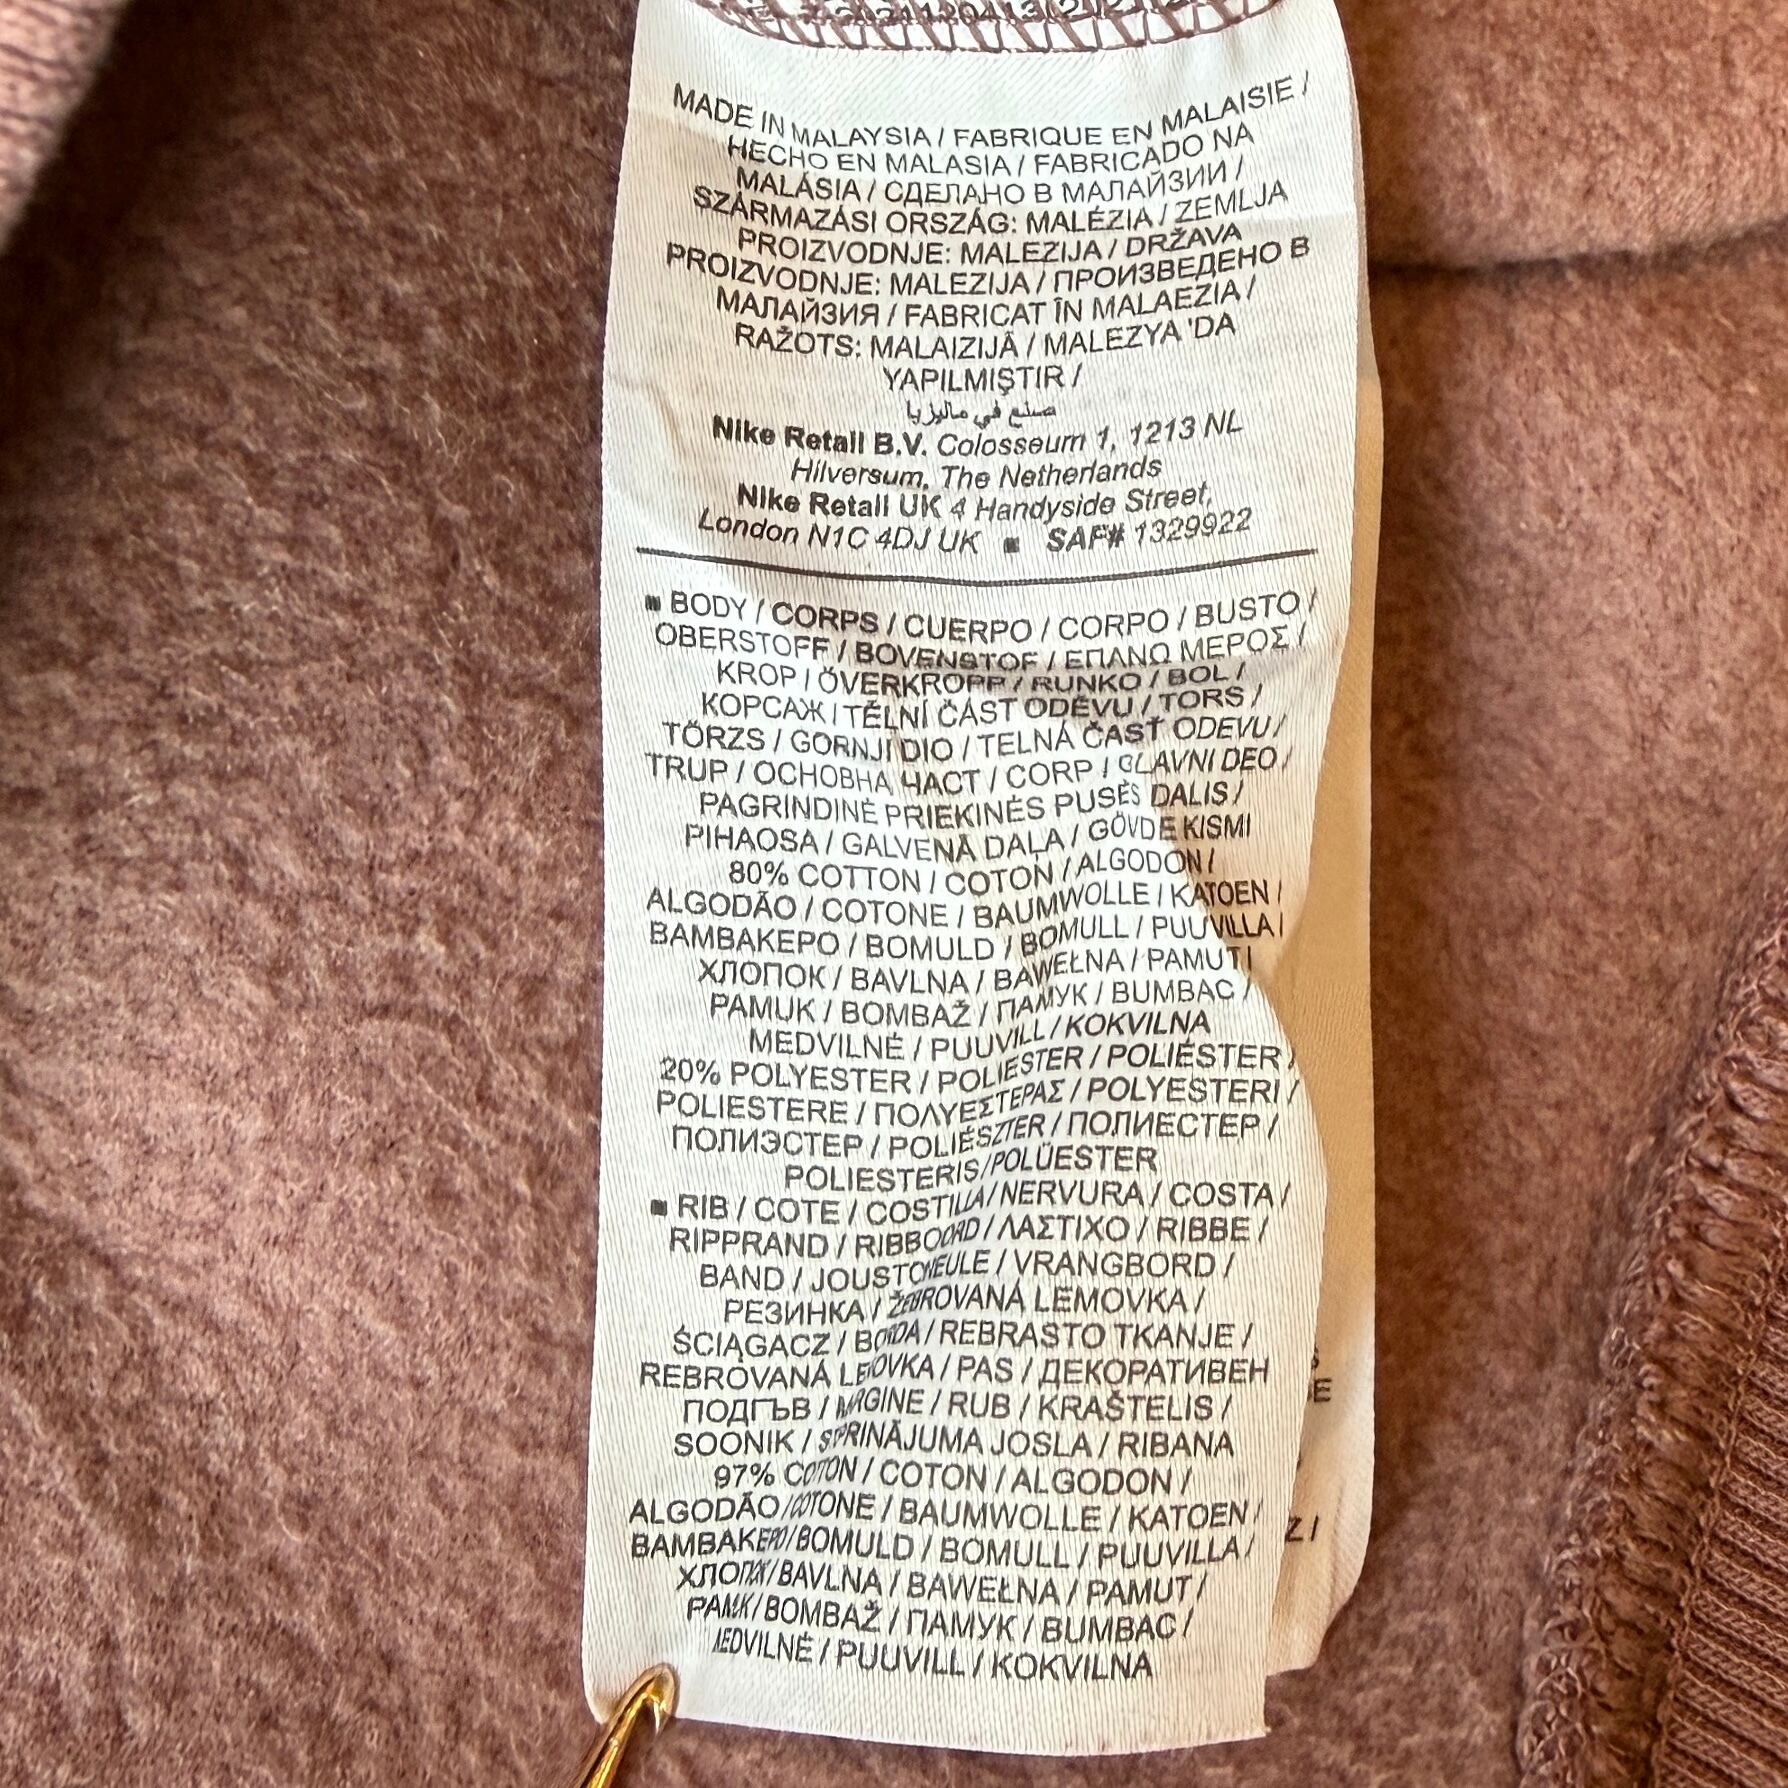 MADE IN MALAYSIA / FABRIQUE EN MALAISIE /
HECHO EN MALASIA / FABRICADO NA
MALÁSIA / СДЕЛАНО В МАЛАЙЗИИ /
SZÁRMAZÁSI ORSZÁG: MALÉZIA / ZEMLJA
PROIZVODNJE: MALEZIJA / DRŽAVA
PROIZVODNJE: MALEZIJA / ПРОИЗВЕДЕНО В
МАЛАЙЗИЯ / FABRICAT ÎN MALAEZIA /
RAŽOTS: MALAIZIJĀ / MALEZYA 'DA
YAPILMIŞTIR /
صنع في ماليزيا
Nike Retail B.V. Colosseum 1, 1213 NL
Hilversum, The Netherlands
Nike Retail UK 4 Handyside Street,
London N1C 4DJ UK ■ SAF# 1329922
■ BODY / CORPS / CUERPO / CORPO / BUSTO /
OBERSTOFF / BOVENSTOF / ΕΠΑΝΩ ΜΕΡΟΣ /
KROP / ÖVERKROPP / RUNKO / BOL /
КОРСАЖ / TĚLNÍ ČÁST ODĚVU / TORS /
TÖRZS / GORNJI DIO / TELNÁ ČASŤ ODEVU /
TRUP / ОСНОВНА ЧАСТ / CORP / GLAVNI DEO /
PAGRINDINĖ PRIEKINĖS PUSĖS DALIS /
PIHAOSA / GALVENĀ DAĻA / GÖVDE KISMI
80% COTTON / COTON / ALGODON /
ALGODÃO / COTONE / BAUMWOLLE / KATOEN /
ΒΑΜΒΑΚΕΡΟ / BOMULD / BOMULL / PUUVILLA /
ХЛОПОК / BAVLNA / BAWEŁNA / PAMUT /
PAMUK / BOMBAŽ / ПАМУК / BUMBAC /
MEDVILNĖ / PUUVILL / KOKVILNA
20% POLYESTER / POLIESTER / POLIÉSTER /
POLIESTERE / ΠΟΛΥΕΣΤΕΡΑΣ / POLYESTERI /
ПОЛИЭСТЕР / POLIÉSZTER / ПОЛИЕСТЕР /
POLIESTERIS / POLÜESTER
■ RIB / COTE / COSTILLA / NERVURA / COSTA /
RIPPRAND / RIBBOORD / ΛΑΣΤΙΧΟ / RIBBE /
BAND / JOUSTONEULE / VRANGBORD /
РЕЗИНКА / ŽEBROVANÁ LEMOVKA /
ŚCIĄGACZ / BORDA / REBRASTO TKANJE /
REBROVANÁ LEMOVKA / PAS / ДЕКОРАТИВЕН
ПОДГЪВ / MARGINE / RUB / KRAŠTELIS /
SOONIK / SPRINĀJUMA JOSLA / RIBANA
97% COTTON / COTON / ALGODON /
ALGODÃO / COTONE / BAUMWOLLE / KATOEN /
ΒΑΜΒΑΚΕΡΟ / BOMULD / BOMULL / PUUVILLA /
ХЛОПОК / BAVLNA / BAWEŁNA / PAMUT /
PAMUK / BOMBAŽ / ПАМУК / BUMBAC /
MEDVILNĖ / PUUVILL / KOKVILNA